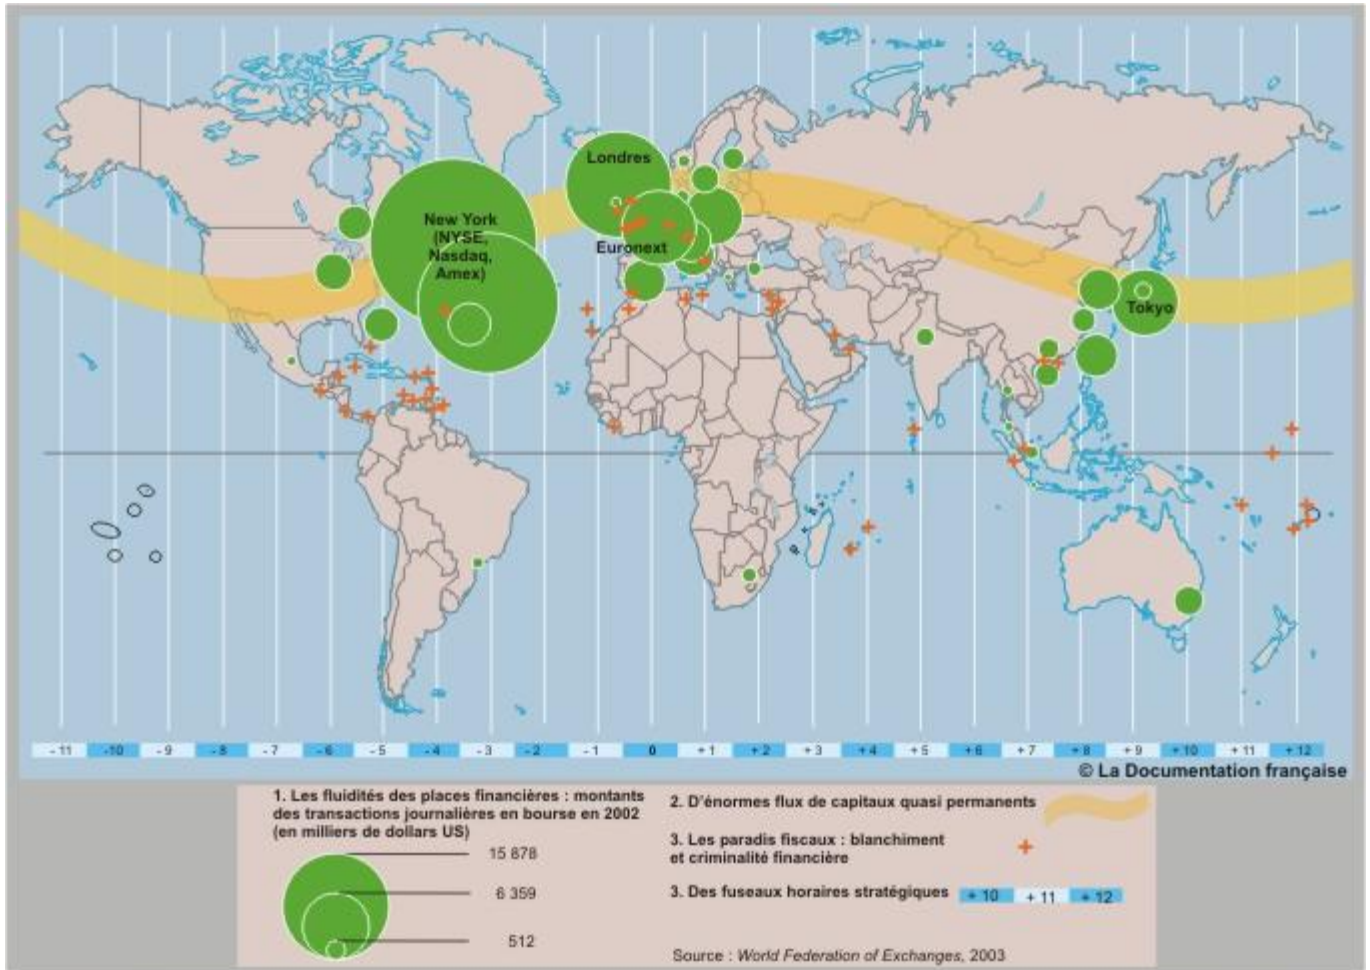 Londres
New York
(NYSE,
Nasdaq,
Amex)
Euronext
Tokyo
- 11 -10 - 9 - 8 - 7 - 6 - 5 - 4 - 3 - 2 - 1 0 + 1 + 2 + 3 + 4 + 5 + 6 + 7 + 8 + 9 + 10 + 11 + 12
© La Documentation française
1. Les fluidités des places financières : montants
des transactions journalières en bourse en 2002
(en milliers de dollars US)
15 878
6 359
512
2. D'énormes flux de capitaux quasi permanents
3. Les paradis fiscaux : blanchiment
et criminalité financière
3. Des fuseaux horaires stratégiques + 10 + 11 + 12
Source : World Federation of Exchanges, 2003